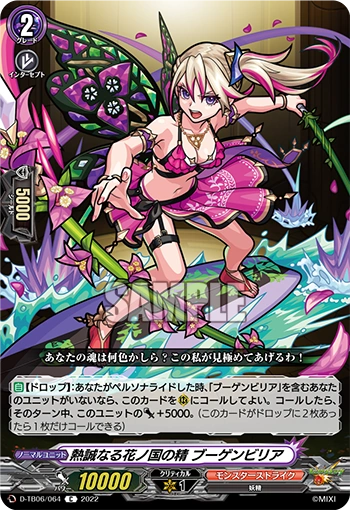 2
グレード
インターセプト
5000
シールド
SAMPLE
あなたの魂は何色かしら？この私が見極めてあげるわ！
自【ドロップ】：あなたがペルソナライドした時、「ブーゲンビリア」を含むあなた
のユニットがいないなら、このカードをRにコールしてよい。コールしたら、
そのターン中、このユニットの+5000。（このカードがドロップに2枚あっ
たら1枚だけコールできる）
ノーマルユニット
熱誠なる花ノ国の精 ブーゲンビリア
D-TB06/064 C 2022
©MIXI
パワー
10000
クリティカル
1
モンスターストライク
妖精